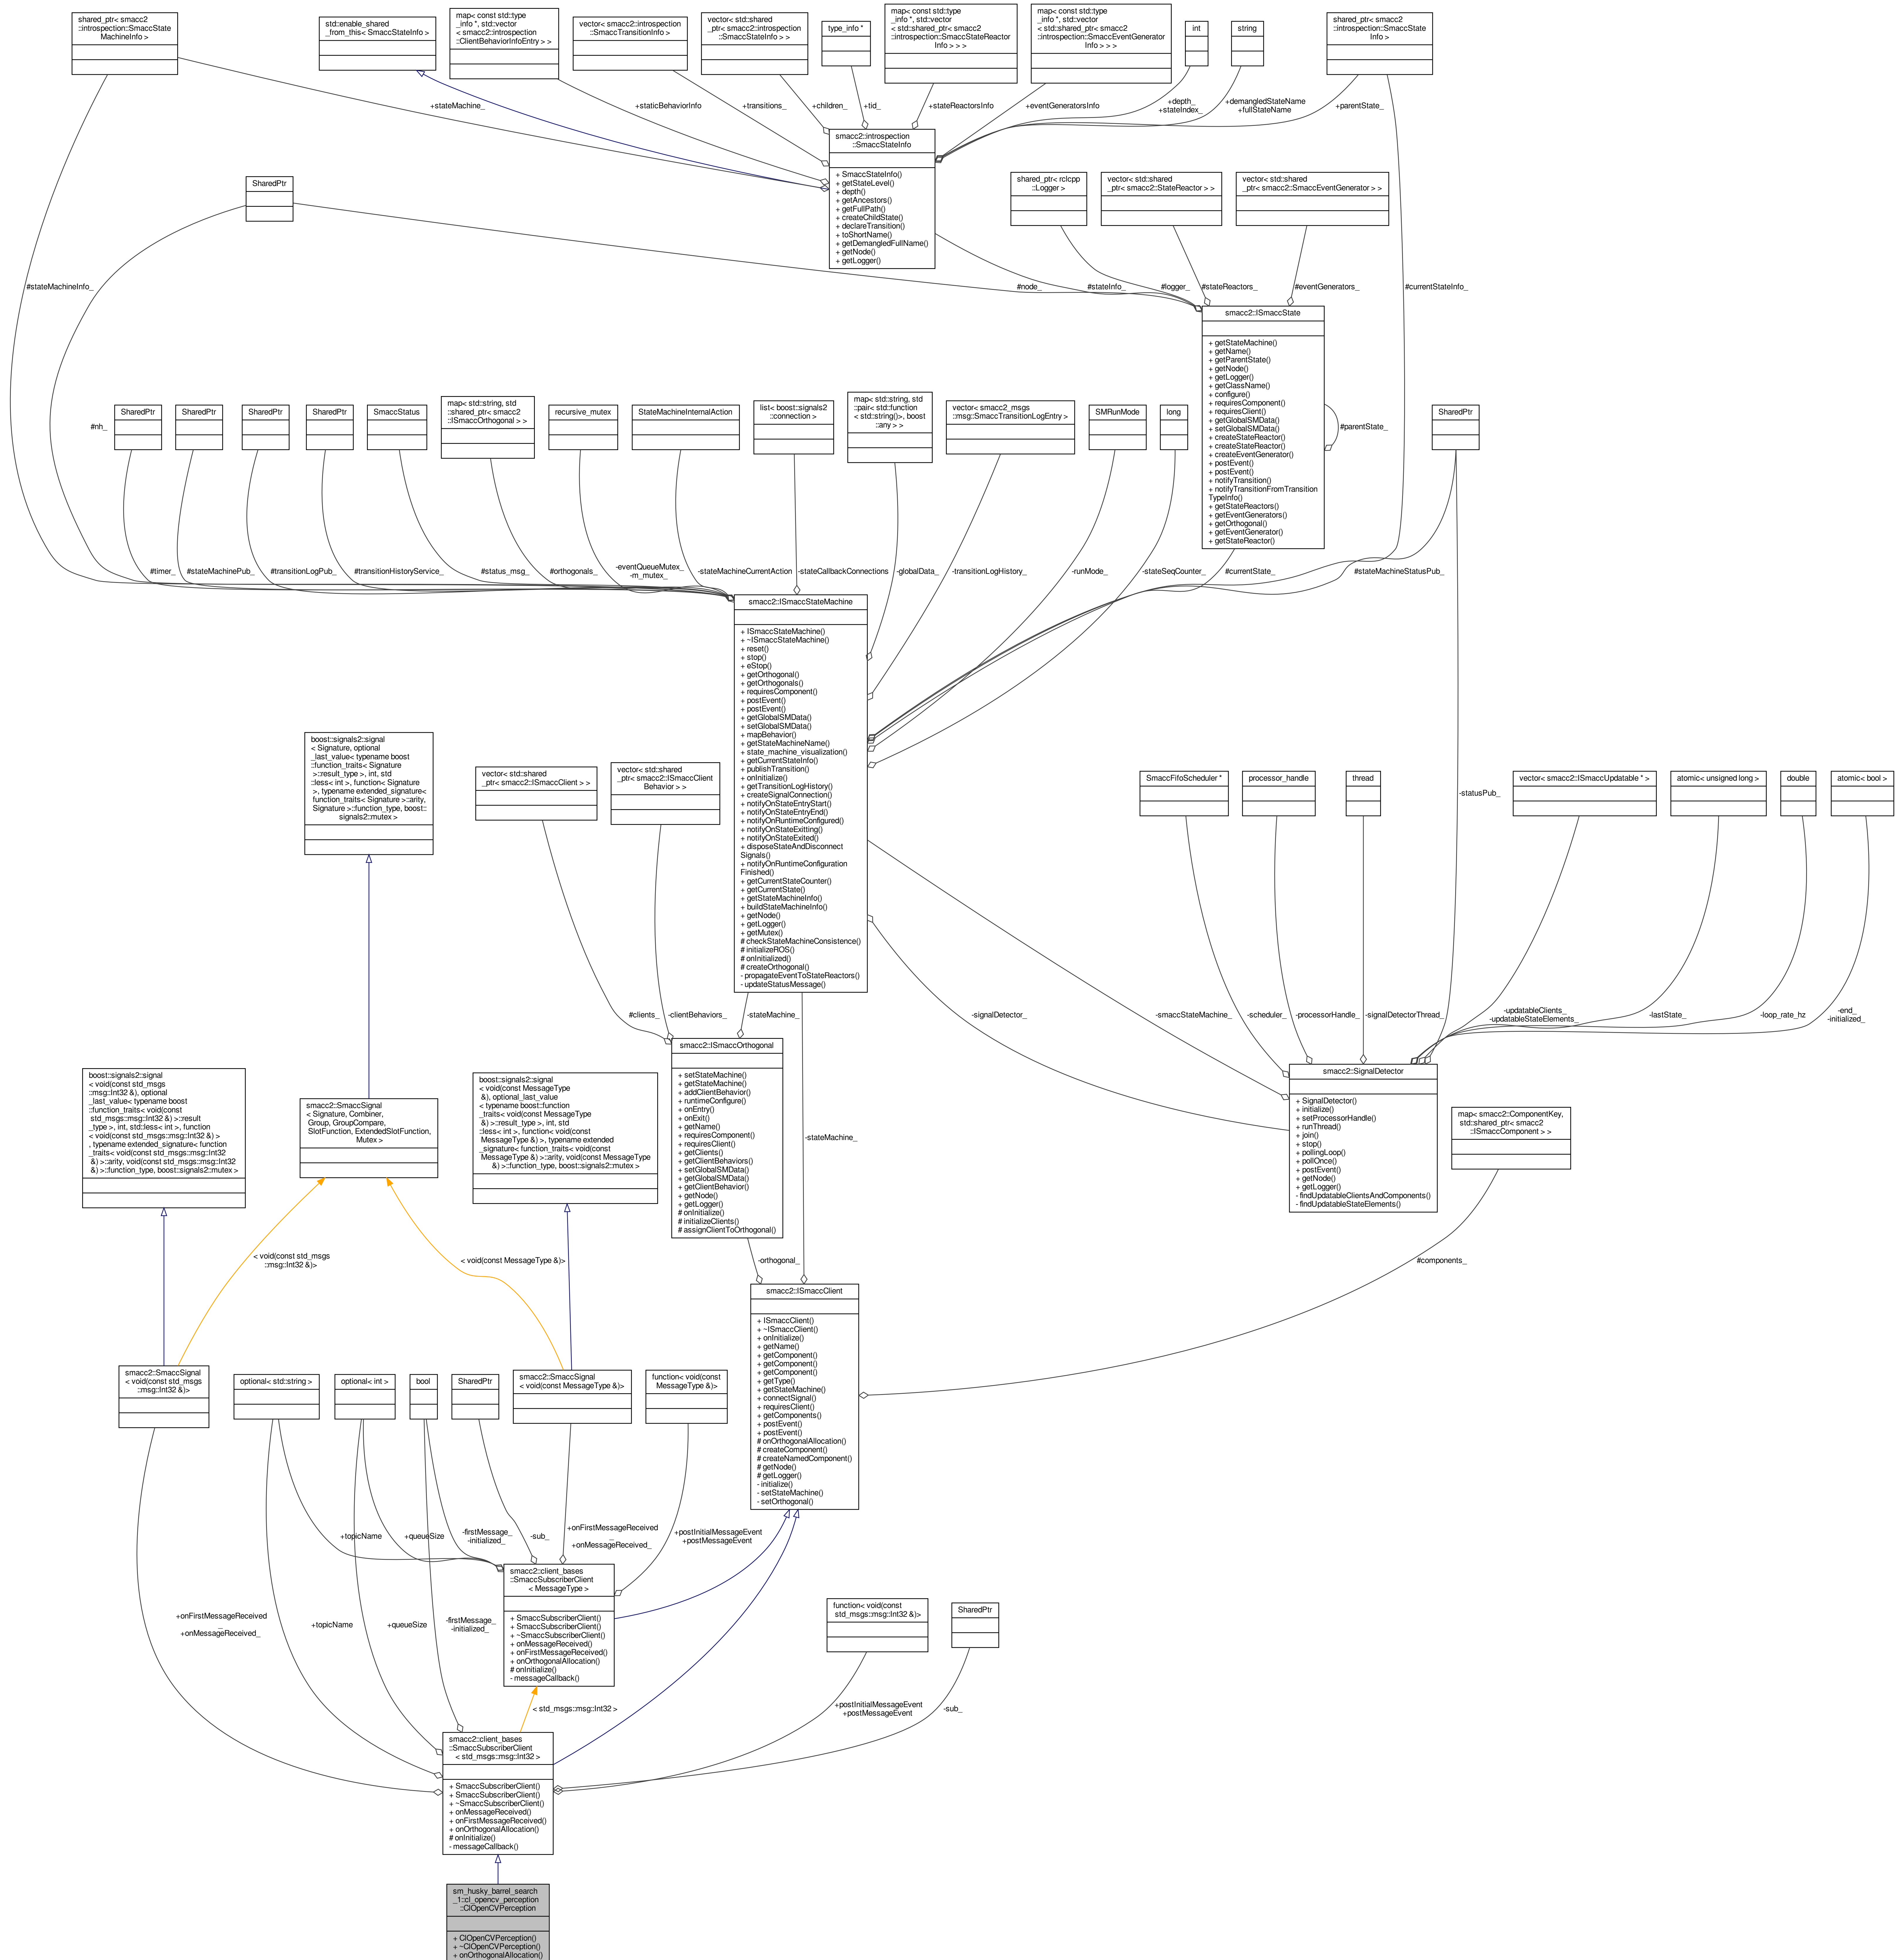 shared_ptr< smacc2
::introspection::SmaccState
MachineInfo >
std::enable_shared
_from_this< SmaccStateInfo >
map< const std::type
_info *, std::vector
< smacc2::introspection
::ClientBehaviorInfoEntry > >
vector< smacc2::introspection
::SmaccTransitionInfo >
vector< std::shared
_ptr< smacc2::introspection
::SmaccStateInfo > >
type_info *
map< const std::type
_info *, std::vector
< std::shared_ptr< smacc2
::introspection::SmaccStateReactor
Info > > >
map< const std::type
_info *, std::vector
< std::shared_ptr< smacc2
::introspection::SmaccEventGenerator
Info > > >
int
string
shared_ptr< smacc2
::introspection::SmaccState
Info >
+stateMachine_
+staticBehaviorInfo
+transitions_
+children_
+tid_
+stateReactorsInfo
+eventGeneratorsInfo
+depth_
+stateIndex_
+demangledStateName
+fullStateName
+parentState_
smacc2::introspection
::SmaccStateInfo
+ SmaccStateInfo()
+ getStateLevel()
+ depth()
+ getAncestors()
+ getFullPath()
+ createChildState()
+ declareTransition()
+ toShortName()
+ getDemangledFullName()
+ getNode()
+ getLogger()
SharedPtr
shared_ptr< rclcpp
::Logger >
vector< std::shared
_ptr< smacc2::StateReactor > >
vector< std::shared
_ptr< smacc2::SmaccEventGenerator > >
#stateMachineInfo_
#node_
#stateInfo_
#logger_
#stateReactors_
#eventGenerators_
#currentStateInfo_
smacc2::ISmaccState
+ getStateMachine()
+ getName()
+ getParentState()
+ getNode()
+ getLogger()
+ getClassName()
+ configure()
+ requiresComponent()
+ requiresClient()
+ getGlobalSMData()
+ setGlobalSMData()
+ createStateReactor()
+ createStateReactor()
+ createEventGenerator()
+ postEvent()
+ postEvent()
+ notifyTransition()
+ notifyTransitionFromTransition
TypeInfo()
+ getStateReactors()
+ getEventGenerators()
+ getOrthogonal()
+ getEventGenerator()
+ getStateReactor()
#parentState_
#nh_
SharedPtr
SharedPtr
SharedPtr
SharedPtr
SmaccStatus
map< std::string, std
::shared_ptr< smacc2
::ISmaccOrthogonal > >
recursive_mutex
StateMachineInternalAction
list< boost::signals2
::connection >
map< std::string, std
::pair< std::function
< std::string()>, boost
::any > >
vector< smacc2_msgs
::msg::SmaccTransitionLogEntry >
SMRunMode
long
SharedPtr
#timer_
#stateMachinePub_
#transitionLogPub_
#transitionHistoryService_
#status_msg_
#orthogonals_
-eventQueueMutex_
-m_mutex_
-stateMachineCurrentAction
-stateCallbackConnections
-globalData_
-transitionLogHistory_
-runMode_
-stateSeqCounter_
#currentState_
#stateMachineStatusPub_
smacc2::ISmaccStateMachine
+ ISmaccStateMachine()
+ ~ISmaccStateMachine()
+ reset()
+ stop()
+ eStop()
+ getOrthogonal()
+ getOrthogonals()
+ requiresComponent()
+ postEvent()
+ postEvent()
+ getGlobalSMData()
+ setGlobalSMData()
+ mapBehavior()
+ getStateMachineName()
+ state_machine_visualization()
+ getCurrentStateInfo()
+ publishTransition()
+ onInitialize()
+ getTransitionLogHistory()
+ createSignalConnection()
+ notifyOnStateEntryStart()
+ notifyOnStateEntryEnd()
+ notifyOnRuntimeConfigured()
+ notifyOnStateExitting()
+ notifyOnStateExited()
+ disposeStateAndDisconnect
Signals()
+ notifyOnRuntimeConfiguration
Finished()
+ getCurrentStateCounter()
+ getCurrentState()
+ getStateMachineInfo()
+ buildStateMachineInfo()
+ getNode()
+ getLogger()
+ getMutex()
# checkStateMachineConsistence()
# initializeROS()
# onInitialized()
# createOrthogonal()
- propagateEventToStateReactors()
- updateStatusMessage()
boost::signals2::signal
< Signature, optional
_last_value< typename boost
::function_traits< Signature
>::result_type >, int, std
::less< int >, function< Signature
>, typename extended_signature<
function_traits< Signature >::arity,
Signature >::function_type, boost::
signals2::mutex >
vector< std::shared
_ptr< smacc2::ISmaccClient > >
vector< std::shared
_ptr< smacc2::ISmaccClient
Behavior > >
SmaccFifoScheduler *
processor_handle
thread
vector< smacc2::ISmaccUpdatable * >
atomic< unsigned long >
double
atomic< bool >
-statusPub_
#clients_
-clientBehaviors_
-stateMachine_
-signalDetector_
-smaccStateMachine_
-scheduler_
-processorHandle_
-signalDetectorThread_
-updatableClients_
-updatableStateElements_
-lastState_
-loop_rate_hz
-end_
-initialized_
smacc2::ISmaccOrthogonal
+ setStateMachine()
+ getStateMachine()
+ addClientBehavior()
+ runtimeConfigure()
+ onEntry()
+ onExit()
+ getName()
+ requiresComponent()
+ requiresClient()
+ getClients()
+ getClientBehaviors()
+ setGlobalSMData()
+ getGlobalSMData()
+ getClientBehavior()
+ getNode()
+ getLogger()
# onInitialize()
# initializeClients()
# assignClientToOrthogonal()
smacc2::SignalDetector
+ SignalDetector()
+ initialize()
+ setProcessorHandle()
+ runThread()
+ join()
+ stop()
+ pollingLoop()
+ pollOnce()
+ postEvent()
+ getNode()
+ getLogger()
- findUpdatableClientsAndComponents()
- findUpdatableStateElements()
map< smacc2::ComponentKey,
std::shared_ptr< smacc2
::ISmaccComponent > >
boost::signals2::signal
< void(const std_msgs
::msg::Int32 &), optional
_last_value< typename boost
::function_traits< void(const
std_msgs::msg::Int32 &) >::result
_type >, int, std::less< int >, function
< void(const std_msgs::msg::Int32 &) >
, typename extended_signature< function
_traits< void(const std_msgs::msg::Int32
&) >::arity, void(const std_msgs::msg::Int32
&) >::function_type, boost::signals2::mutex >
smacc2::SmaccSignal
< Signature, Combiner,
Group, GroupCompare,
SlotFunction, ExtendedSlotFunction,
Mutex >
boost::signals2::signal
< void(const MessageType
&), optional_last_value
< typename boost::function
_traits< void(const MessageType
&) >::result_type >, int, std
::less< int >, function< void(const
MessageType &) >, typename extended
_signature< function_traits< void(const
MessageType &) >::arity, void(const MessageType
&) >::function_type, boost::signals2::mutex >
-stateMachine_
< void(const std_msgs
::msg::Int32 &)>
< void(const MessageType &)>
-orthogonal_
#components_
smacc2::ISmaccClient
+ ISmaccClient()
+ ~ISmaccClient()
+ onInitialize()
+ getName()
+ getComponent()
+ getComponent()
+ getComponent()
+ getType()
+ getStateMachine()
+ connectSignal()
+ requiresClient()
+ getComponents()
+ postEvent()
+ postEvent()
# onOrthogonalAllocation()
# createComponent()
# createNamedComponent()
# getNode()
# getLogger()
- initialize()
- setStateMachine()
- setOrthogonal()
smacc2::SmaccSignal
< void(const std_msgs
::msg::Int32 &)>
optional< std::string >
optional< int >
bool
SharedPtr
smacc2::SmaccSignal
< void(const MessageType &)>
function< void(const
MessageType &)>
+topicName
+queueSize
-firstMessage_
-initialized_
-sub_
+onFirstMessageReceived
_
+onMessageReceived_
+postInitialMessageEvent
+postMessageEvent
smacc2::client_bases
::SmaccSubscriberClient
< MessageType >
+ SmaccSubscriberClient()
+ SmaccSubscriberClient()
+ ~SmaccSubscriberClient()
+ onMessageReceived()
+ onFirstMessageReceived()
+ onOrthogonalAllocation()
# onInitialize()
- messageCallback()
function< void(const
std_msgs::msg::Int32 &)>
SharedPtr
+onFirstMessageReceived
_
+onMessageReceived_
+topicName
+queueSize
-firstMessage_
-initialized_
< std_msgs::msg::Int32 >
+postInitialMessageEvent
+postMessageEvent
-sub_
smacc2::client_bases
::SmaccSubscriberClient
< std_msgs::msg::Int32 >
+ SmaccSubscriberClient()
+ SmaccSubscriberClient()
+ ~SmaccSubscriberClient()
+ onMessageReceived()
+ onFirstMessageReceived()
+ onOrthogonalAllocation()
# onInitialize()
- messageCallback()
sm_husky_barrel_search
_1::cl_opencv_perception
::ClOpenCVPerception
+ ClOpenCVPerception()
+ ~ClOpenCVPerception()
+ onOrthogonalAllocation()